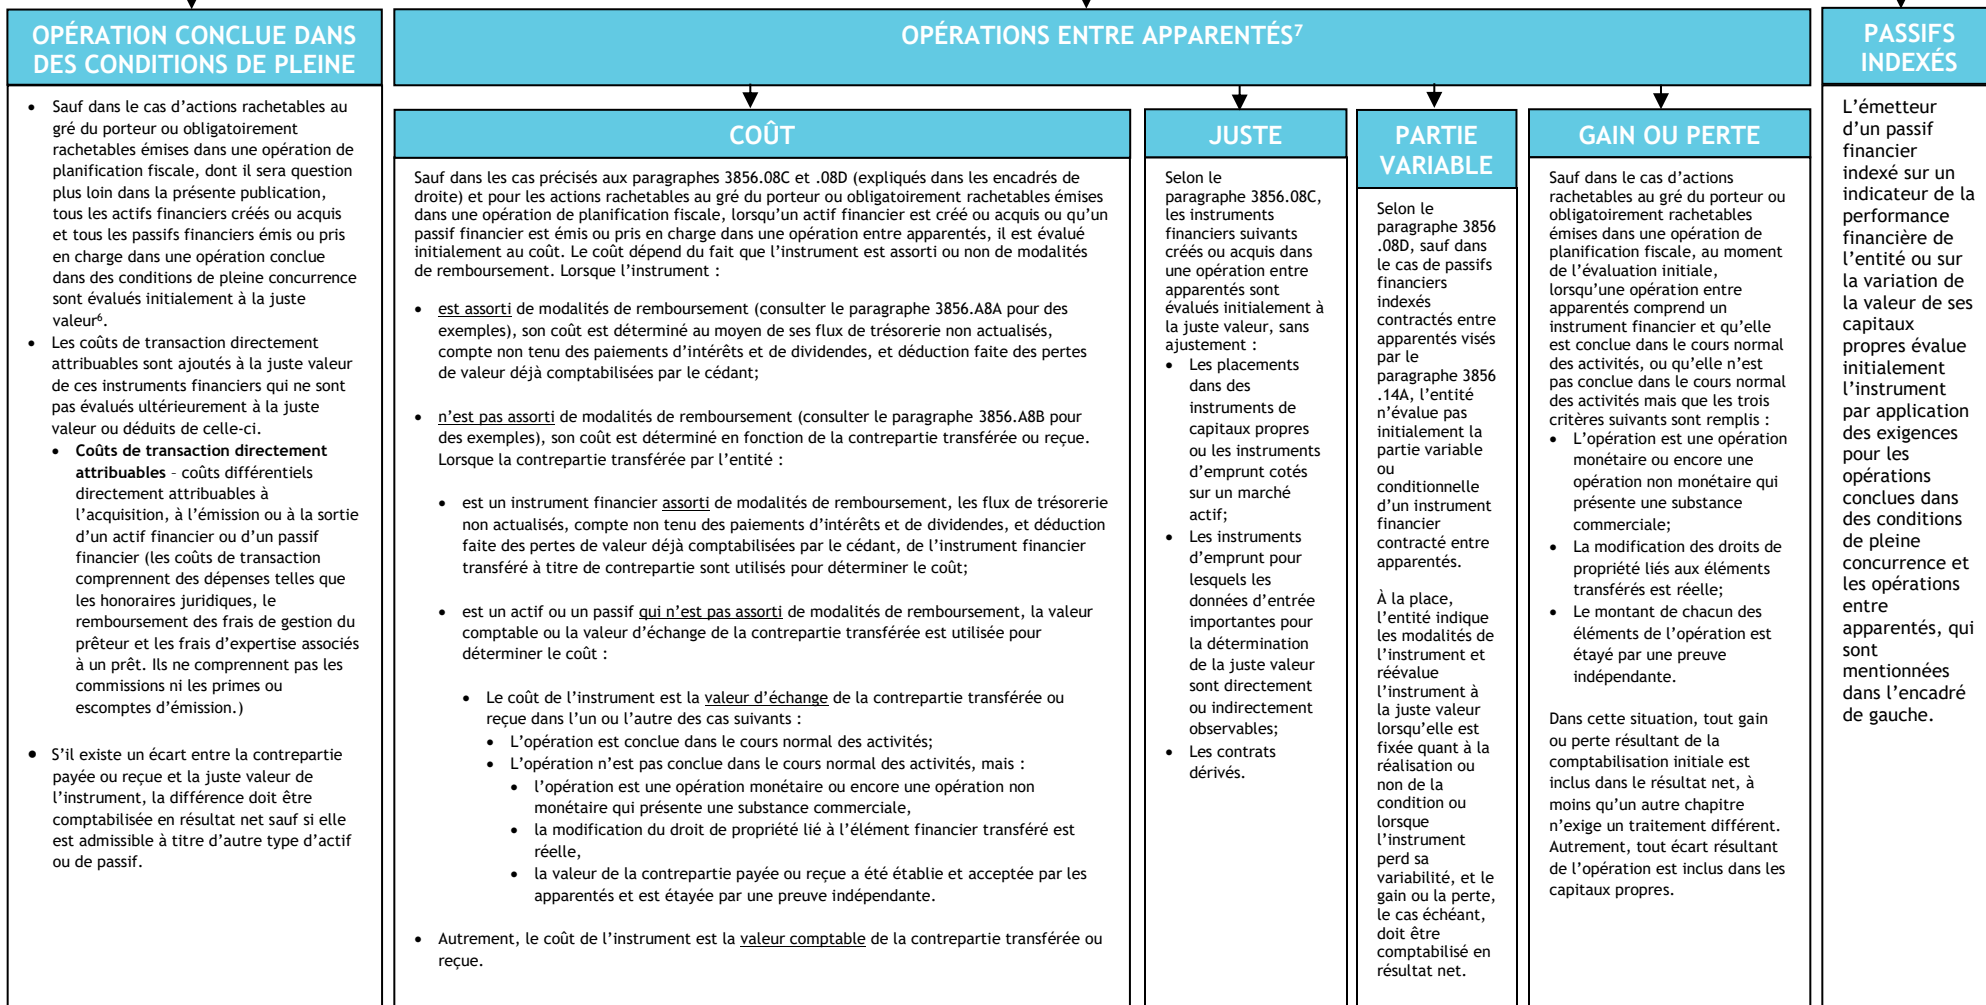 OPÉRATION CONCLUE DANS
DES CONDITIONS DE PLEINE
• Sauf dans le cas d’actions rachetables au
gré du porteur ou obligatoirement
rachetables émises dans une opération de
planification fiscale, dont il sera question
plus loin dans la présente publication,
tous les actifs financiers créés ou acquis
et tous les passifs financiers émis ou pris
en charge dans une opération conclue
dans des conditions de pleine concurrence
sont évalués initialement à la juste
valeur⁶.
• Les coûts de transaction directement
attribuables sont ajoutés à la juste valeur
de ces instruments financiers qui ne sont
pas évalués ultérieurement à la juste
valeur ou déduits de celle-ci.
• Coûts de transaction directement
attribuables – coûts différentiels
directement attribuables à
l’acquisition, à l’émission ou à la sortie
d’un actif financier ou d’un passif
financier (les coûts de transaction
comprennent des dépenses telles que
les honoraires juridiques, le
remboursement des frais de gestion du
prêteur et les frais d’expertise associés
à un prêt. Ils ne comprennent pas les
commissions ni les primes ou
escomptes d’émission.)
• S’il existe un écart entre la contrepartie
payée ou reçue et la juste valeur de
l’instrument, la différence doit être
comptabilisée en résultat net sauf si elle
est admissible à titre d’autre type d’actif
ou de passif.
OPÉRATIONS ENTRE APPARENTÉS⁷
COÛT
Sauf dans les cas précisés aux paragraphes 3856.08C et .08D (expliqués dans les encadrés de
droite) et pour les actions rachetables au gré du porteur ou obligatoirement rachetables émises
dans une opération de planification fiscale, lorsqu’un actif financier est créé ou acquis ou qu’un
passif financier est émis ou pris en charge dans une opération entre apparentés, il est évalué
initialement au coût. Le coût dépend du fait que l’instrument est assorti ou non de modalités
de remboursement. Lorsque l’instrument :
• est assorti de modalités de remboursement (consulter le paragraphe 3856.A8A pour des
exemples), son coût est déterminé au moyen de ses flux de trésorerie non actualisés,
compte non tenu des paiements d’intérêts et de dividendes, et déduction faite des pertes
de valeur déjà comptabilisées par le cédant;
• n’est pas assorti de modalités de remboursement (consulter le paragraphe 3856.A8B pour
des exemples), son coût est déterminé en fonction de la contrepartie transférée ou reçue.
Lorsque la contrepartie transférée par l’entité :
• est un instrument financier assorti de modalités de remboursement, les flux de trésorerie
non actualisés, compte non tenu des paiements d’intérêts et de dividendes, et déduction
faite des pertes de valeur déjà comptabilisées par le cédant, de l’instrument financier
transféré à titre de contrepartie sont utilisés pour déterminer le coût;
• est un actif ou un passif qui n’est pas assorti de modalités de remboursement, la valeur
comptable ou la valeur d’échange de la contrepartie transférée est utilisée pour
déterminer le coût :
• Le coût de l’instrument est la valeur d’échange de la contrepartie transférée ou
reçue dans l’un ou l’autre des cas suivants :
• L’opération est conclue dans le cours normal des activités;
• L’opération n’est pas conclue dans le cours normal des activités, mais :
• l’opération est une opération monétaire ou encore une opération non
monétaire qui présente une substance commerciale,
• la modification du droit de propriété lié à l’élément financier transféré est
réelle,
• la valeur de la contrepartie payée ou reçue a été établie et acceptée par les
apparentés et est étayée par une preuve indépendante.
• Autrement, le coût de l’instrument est la valeur comptable de la contrepartie transférée ou
reçue.
JUSTE
Selon le
paragraphe 3856.08C,
les instruments
financiers suivants
créés ou acquis dans
une opération entre
apparentés sont
évalués initialement à
la juste valeur, sans
ajustement :
• Les placements
dans des
instruments de
capitaux propres
ou les instruments
d’emprunt cotés
sur un marché
actif;
• Les instruments
d’emprunt pour
lesquels les
données d’entrée
importantes pour
la détermination
de la juste valeur
sont directement
ou indirectement
observables;
• Les contrats
dérivés.
PARTIE
VARIABLE
Selon le
paragraphe 3856
.08D, sauf dans
le cas de passifs
financiers
indexés
contractés entre
apparentés visés
par le
paragraphe 3856
.14A, l’entité
n’évalue pas
initialement la
partie variable
ou
conditionnelle
d’un instrument
financier
contracté entre
apparentés.
À la place,
l’entité indique
les modalités de
l’instrument et
réévalue
l’instrument à
la juste valeur
lorsqu’elle est
fixée quant à la
réalisation ou
non de la
condition ou
lorsque
l’instrument
perd sa
variabilité, et le
gain ou la perte,
le cas échéant,
doit être
comptabilisé en
résultat net.
GAIN OU PERTE
Sauf dans le cas d’actions
rachetables au gré du porteur ou
obligatoirement rachetables
émises dans une opération de
planification fiscale, au moment
de l’évaluation initiale,
lorsqu’une opération entre
apparentés comprend un
instrument financier et qu’elle
est conclue dans le cours normal
des activités, ou qu’elle n’est
pas conclue dans le cours normal
des activités mais que les trois
critères suivants sont remplis :
• L’opération est une opération
monétaire ou encore une
opération non monétaire qui
présente une substance
commerciale;
• La modification des droits de
propriété liés aux éléments
transférés est réelle;
• Le montant de chacun des
éléments de l’opération est
étayé par une preuve
indépendante.
Dans cette situation, tout gain
ou perte résultant de la
comptabilisation initiale est
inclus dans le résultat net, à
moins qu’un autre chapitre
n’exige un traitement différent.
Autrement, tout écart résultant
de l’opération est inclus dans les
capitaux propres.
PASSIFS
INDEXÉS
L’émetteur
d’un passif
financier
indexé sur un
indicateur de la
performance
financière de
l’entité ou sur
la variation de
la valeur de ses
capitaux
propres évalue
initialement
l’instrument
par application
des exigences
pour les
opérations
conclues dans
des conditions
de pleine
concurrence et
les opérations
entre
apparentés, qui
sont
mentionnées
dans l’encadré
de gauche.